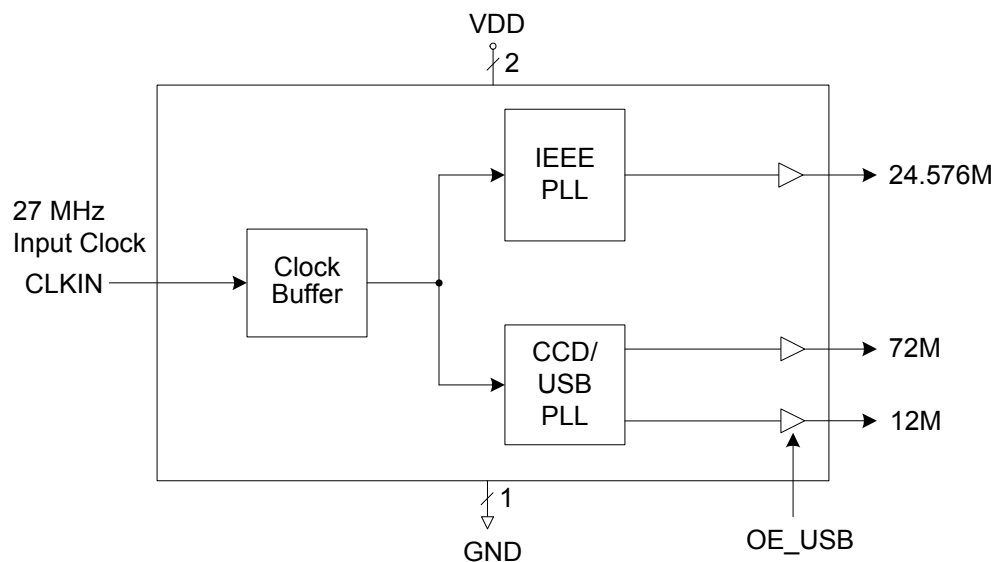 VDD
2
IEEE
PLL
24.576M
27 MHz
Input Clock
CLKIN
Clock
Buffer
CCD/
USB
PLL
72M
12M
1
GND
OE_USB